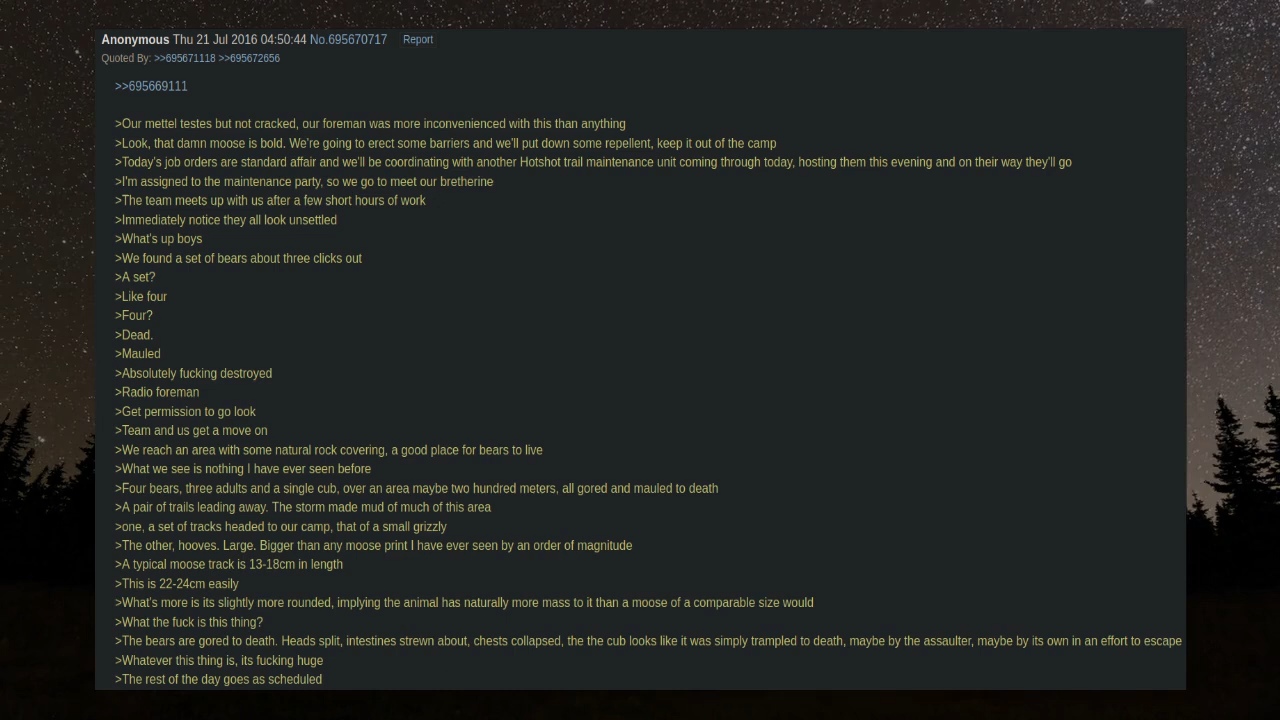 Anonymous Thu 21 Jul 2016 04:50:44 No.695670717 Report
Quoted By: >>695671118 >>695672656
>>695669111
>Our mettel testes but not cracked, our foreman was more inconvenienced with this than anything
>Look, that damn moose is bold. We're going to erect some barriers and we'll put down some repellent, keep it out of the camp
>Today's job orders are standard affair and we'll be coordinating with another Hotshot trail maintenance unit coming through today, hosting them this evening and on their way they'll go
>I'm assigned to the maintenance party, so we go to meet our bretherine
>The team meets up with us after a few short hours of work
>Immediately notice they all look unsettled
>What's up boys
>We found a set of bears about three clicks out
>A set?
>Like four
>Four?
>Dead.
>Mauled
>Absolutely fucking destroyed
>Radio foreman
>Get permission to go look
>Team and us get a move on
>We reach an area with some natural rock covering, a good place for bears to live
>What we see is nothing I have ever seen before
>Four bears, three adults and a single cub, over an area maybe two hundred meters, all gored and mauled to death
>A pair of trails leading away. The storm made mud of much of this area
>one, a set of tracks headed to our camp, that of a small grizzly
>The other, hooves. Large. Bigger than any moose print I have ever seen by an order of magnitude
>A typical moose track is 13-18cm in length
>This is 22-24cm easily
>What's more is its slightly more rounded, implying the animal has naturally more mass to it than a moose of a comparable size would
>What the fuck is this thing?
>The bears are gored to death. Heads split, intestines strewn about, chests collapsed, the the cub looks like it was simply trampled to death, maybe by the assaulter, maybe by its own in an effort to escape
>Whatever this thing is, its fucking huge
>The rest of the day goes as scheduled